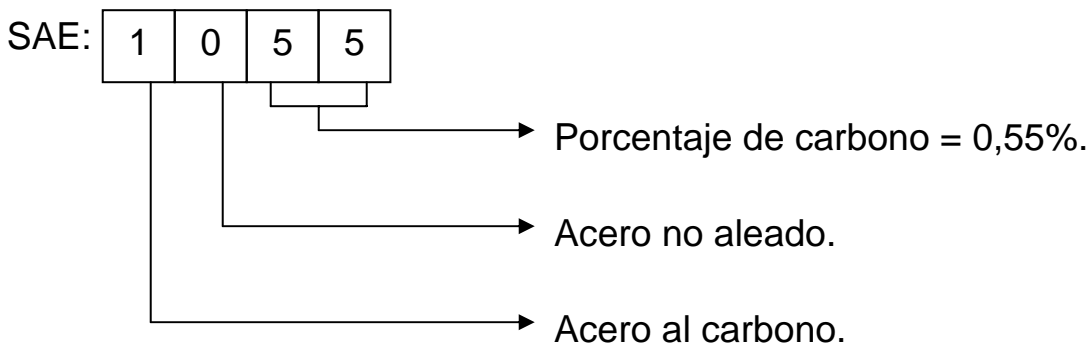 SAE: 1 0 5 5
Porcentaje de carbono = 0,55%.
Acero no aleado.
Acero al carbono.